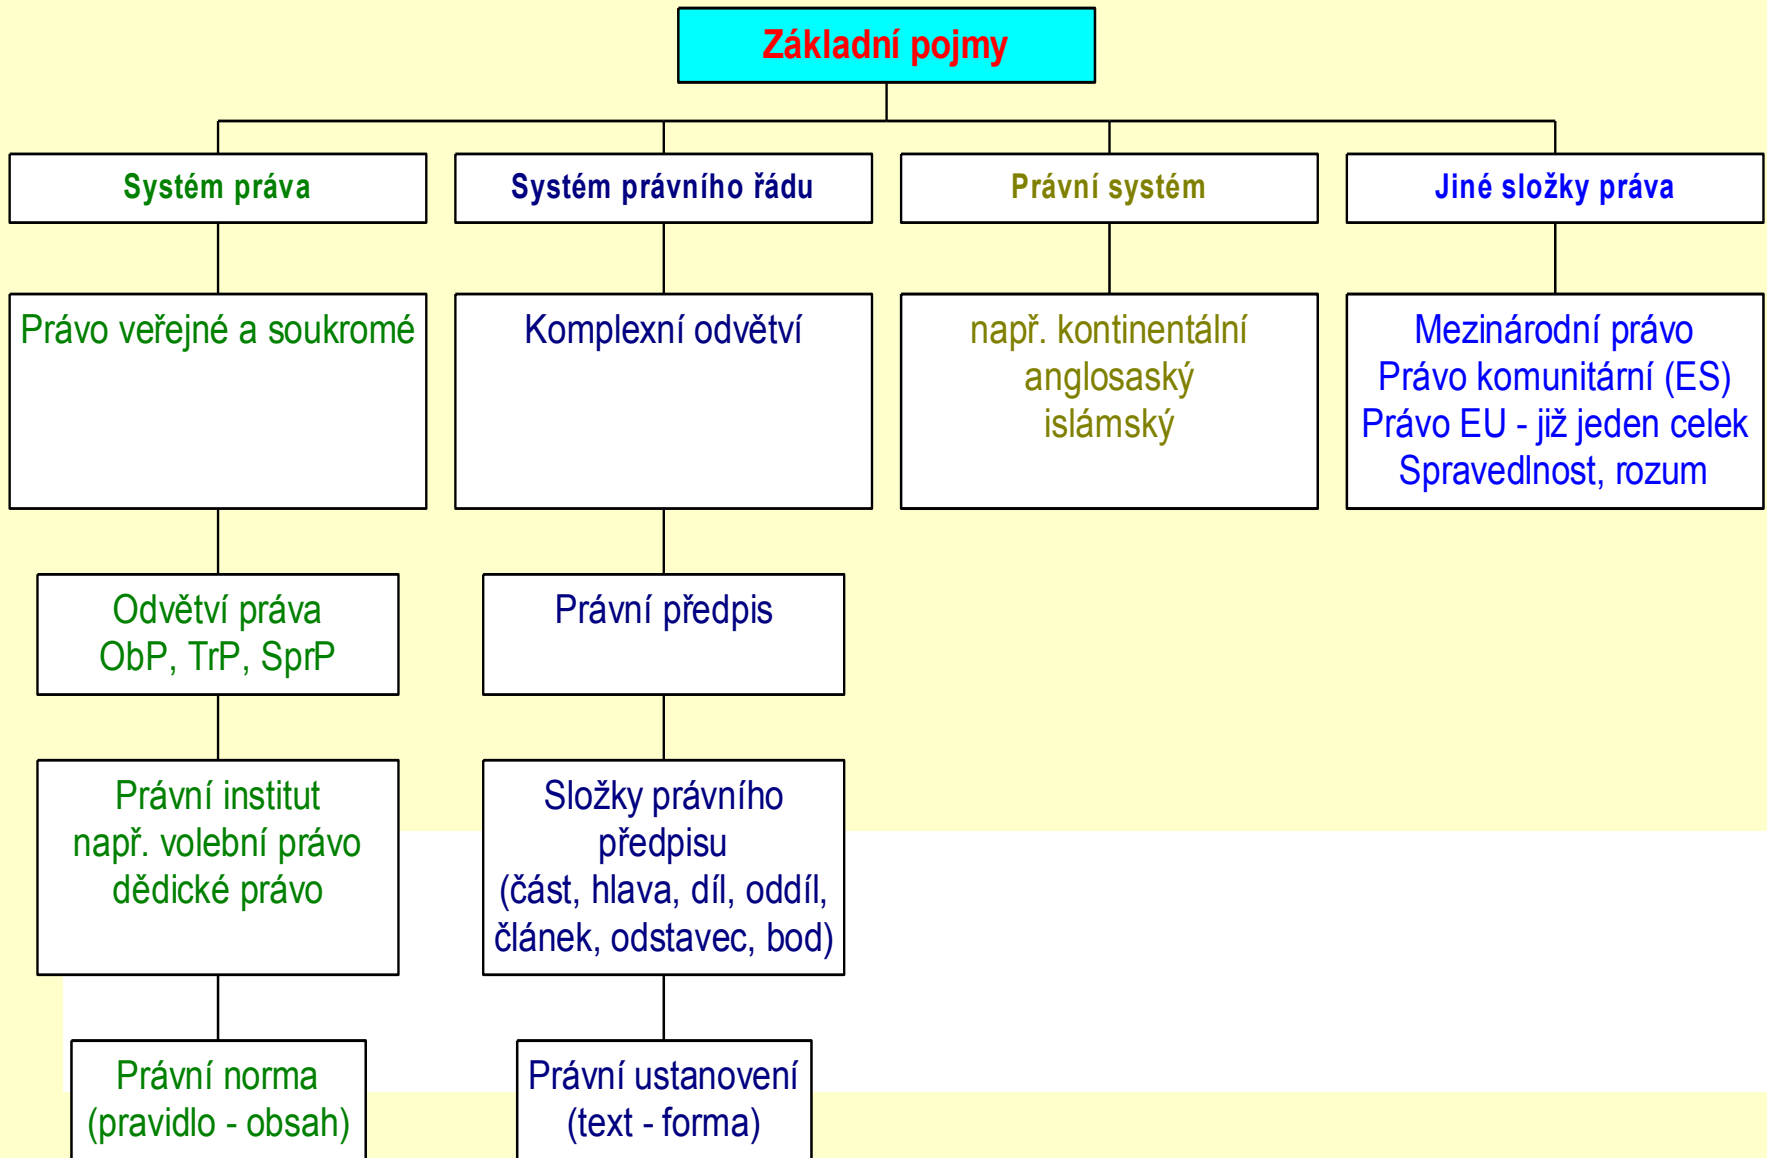 Základní pojmy
Systém práva
Systém právního řádu
Právní systém
Jiné složky práva
Právo veřejné a soukromé
Komplexní odvětví
např. kontinentální
anglosaský
islámský
Mezinárodní právo
Právo komunitární (ES)
Právo EU - již jeden celek
Spravedlnost, rozum
Odvětví práva
ObP, TrP, SprP
Právní předpis
Právní institut
např. volební právo
dědické právo
Složky právního
předpisu
(část, hlava, díl, oddíl,
článek, odstavec, bod)
Právní norma
(pravidlo - obsah)
Právní ustanovení
(text - forma)